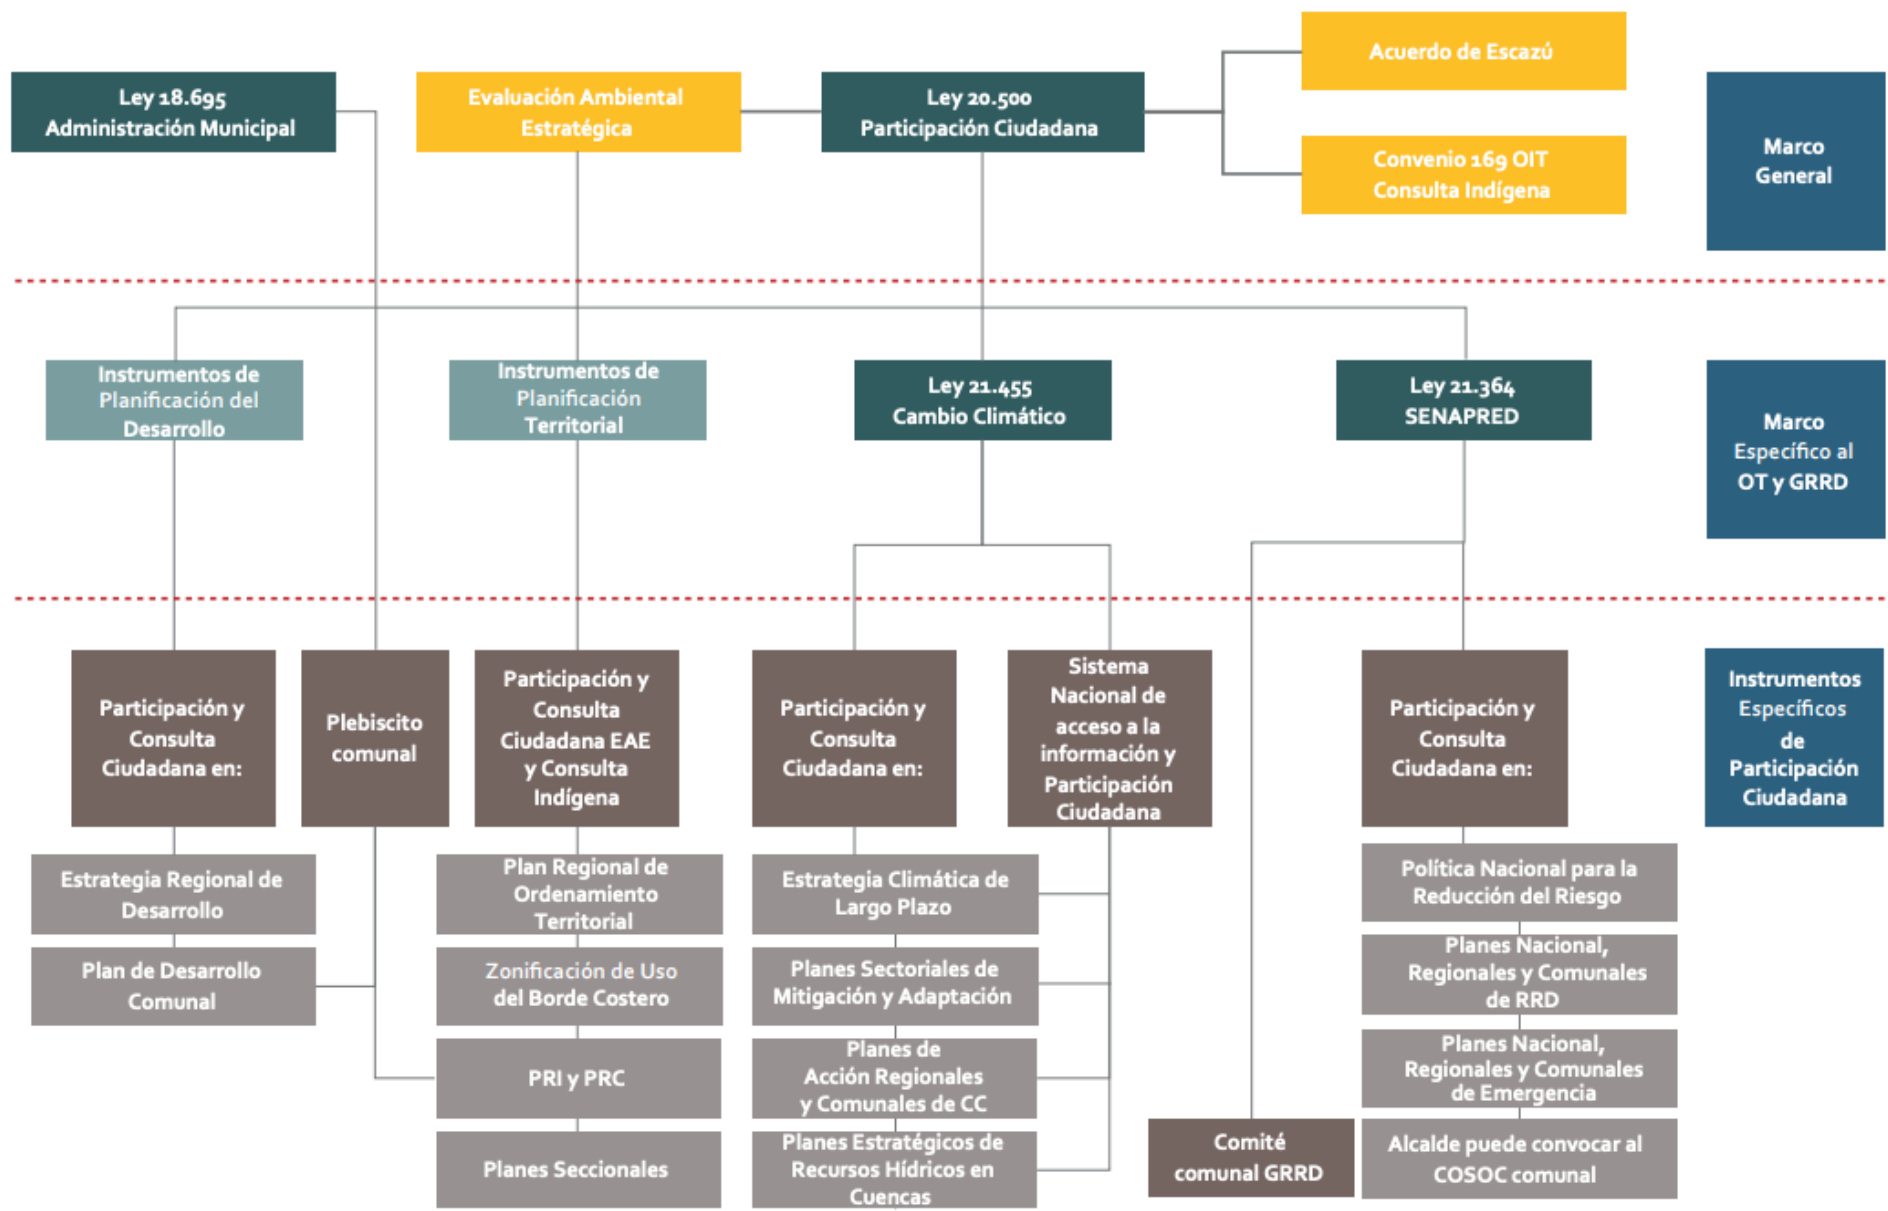 Ley 18.695
Administración Municipal
Evaluación Ambiental
Estratégica
Ley 20.500
Participación Ciudadana
Acuerdo de Escazú
Convenio 169 OIT
Consulta Indígena
Marco
General
Instrumentos de
Planificación del
Desarrollo
Instrumentos de
Planificación
Territorial
Ley 21.455
Cambio Climático
Ley 21.364
SENAPRED
Marco
Específico al
OT y GRRD
Participación y
Consulta
Ciudadana en:
Plebiscito
comunal
Participación y
Consulta
Ciudadana EAE
y Consulta
Indígena
Participación y
Consulta
Ciudadana en:
Sistema
Nacional de
acceso a la
información y
Participación
Ciudadana
Participación y
Consulta
Ciudadana en:
Instrumentos
Específicos
de
Participación
Ciudadana
Estrategia Regional de
Desarrollo
Plan de Desarrollo
Comunal
Plan Regional de
Ordenamiento
Territorial
Zonificación de Uso
del Borde Costero
PRI y PRC
Planes Seccionales
Estrategia Climática de
Largo Plazo
Planes Sectoriales de
Mitigación y Adaptación
Planes de
Acción Regionales
y Comunales de CC
Planes Estratégicos de
Recursos Hídricos en
Cuencas
Comité
comunal GRRD
Política Nacional para la
Reducción del Riesgo
Planes Nacional,
Regionales y Comunales
de RRD
Planes Nacional,
Regionales y Comunales
de Emergencia
Alcalde puede convocar al
COSOC comunal